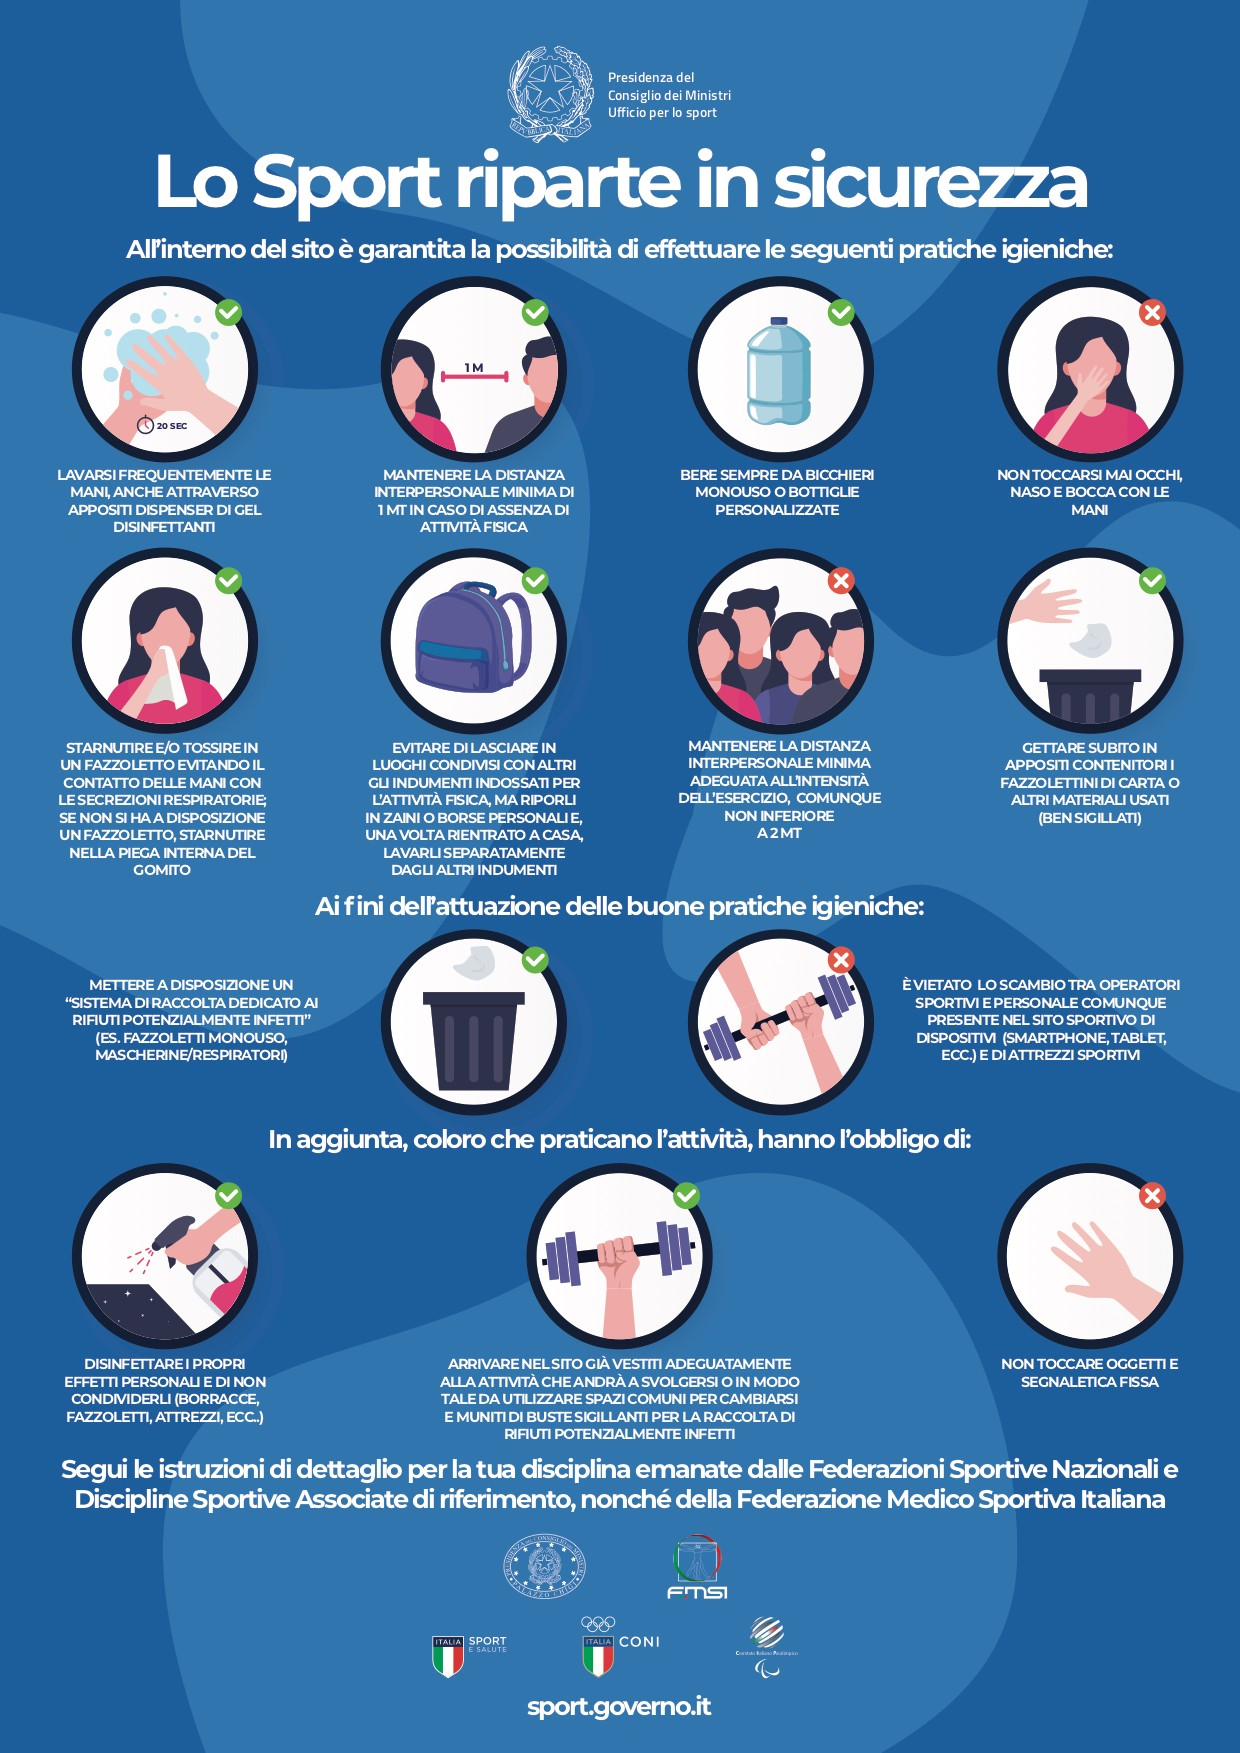 Presidenza del
Consiglio dei Ministri
Ufficio per lo sport
REPVBBLICA ITALIANA
Lo Sport riparte in sicurezza
All'interno del sito è garantita la possibilità di effettuare le seguenti pratiche igieniche:
20 SEC
1 M
LAVARSI FREQUENTEMENTE LE
MANI, ANCHE ATTRAVERSO
APPOSITI DISPENSER DI GEL
DISINFETTANTI
MANTENERE LA DISTANZA
INTERPERSONALE MINIMA DI
1 MT IN CASO DI ASSENZA DI
ATTIVITÀ FISICA
BERE SEMPRE DA BICCHIERI
MONOUSO O BOTTIGLIE
PERSONALIZZATE
NON TOCCARSI MAI OCCHI,
NASO E BOCCA CON LE
MANI
STARNUTIRE E/O TOSSIRE IN
UN FAZZOLETTO EVITANDO IL
CONTATTO DELLE MANI CON
LE SECREZIONI RESPIRATORIE;
SE NON SI HA A DISPOSIZIONE
UN FAZZOLETTO, STARNUTIRE
NELLA PIEGA INTERNA DEL
GOMITO
EVITARE DI LASCIARE IN
LUOGHI CONDIVISI CON ALTRI
GLI INDUMENTI INDOSSATI PER
L'ATTIVITÀ FISICA, MA RIPORLI
IN ZAINI O BORSE PERSONALI E,
UNA VOLTA RIENTRATO A CASA,
LAVARLI SEPARATAMENTE
DAGLI ALTRI INDUMENTI
MANTENERE LA DISTANZA
INTERPERSONALE MINIMA
ADEGUATA ALL'INTENSITÀ
DELL'ESERCIZIO, COMUNQUE
NON INFERIORE
A 2 MT
GETTARE SUBITO IN
APPOSITI CONTENITORI I
FAZZOLETTINI DI CARTA O
ALTRI MATERIALI USATI
(BEN SIGILLATI)
Ai fini dell'attuazione delle buone pratiche igieniche:
METTERE A DISPOSIZIONE UN
“SISTEMA DI RACCOLTA DEDICATO AI
RIFIUTI POTENZIALMENTE INFETTI”
(ES. FAZZOLETTI MONOUSO,
MASCHERINE/RESPIRATORI)
È VIETATO LO SCAMBIO TRA OPERATORI
SPORTIVI E PERSONALE COMUNQUE
PRESENTE NEL SITO SPORTIVO DI
DISPOSITIVI (SMARTPHONE, TABLET,
ECC.) E DI ATTREZZI SPORTIVI
In aggiunta, coloro che praticano l'attività, hanno l'obbligo di:
DISINFETTARE I PROPRI
EFFETTI PERSONALI E DI NON
CONDIVIDERLI (BORRACCE,
FAZZOLETTI, ATTREZZI, ECC..)
ARRIVARE NEL SITO GIÀ VESTITI ADEGUATAMENTE
ALLA ATTIVITÀ CHE ANDRÀ A SVOLGERSI O IN MODO
TALE DA UTILIZZARE SPAZI COMUNI PER CAMBIARSI
E MUNITI DI BUSTE SIGILLANTI PER LA RACCOLTA DI
RIFIUTI POTENZIALMENTE INFETTI
NON TOCCARE OGGETTI E
SEGNALETICA FISSA
Segui le istruzioni di dettaglio per la tua disciplina emanate dalle Federazioni Sportive Nazionali e
Discipline Sportive Associate di riferimento, nonché della Federazione Medico Sportiva Italiana
PRESIDENZA DEL CONSIGLIO DEI MINISTRI
PALAZZO CHIGI
FMSI
ITALIA
SPORT
E SALUTE
ITALIA
CONI
Comitato Italiano Paralimpico
sport.governo.it